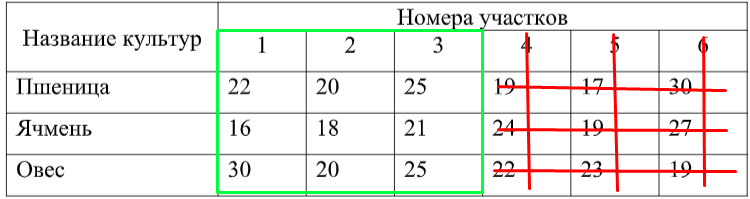 Название культур Номера участков
1 2 3 4 5 6
Пшеница 22 20 25 19 17 30
Ячмень 16 18 21 24 19 27
Овес 30 20 25 22 23 19